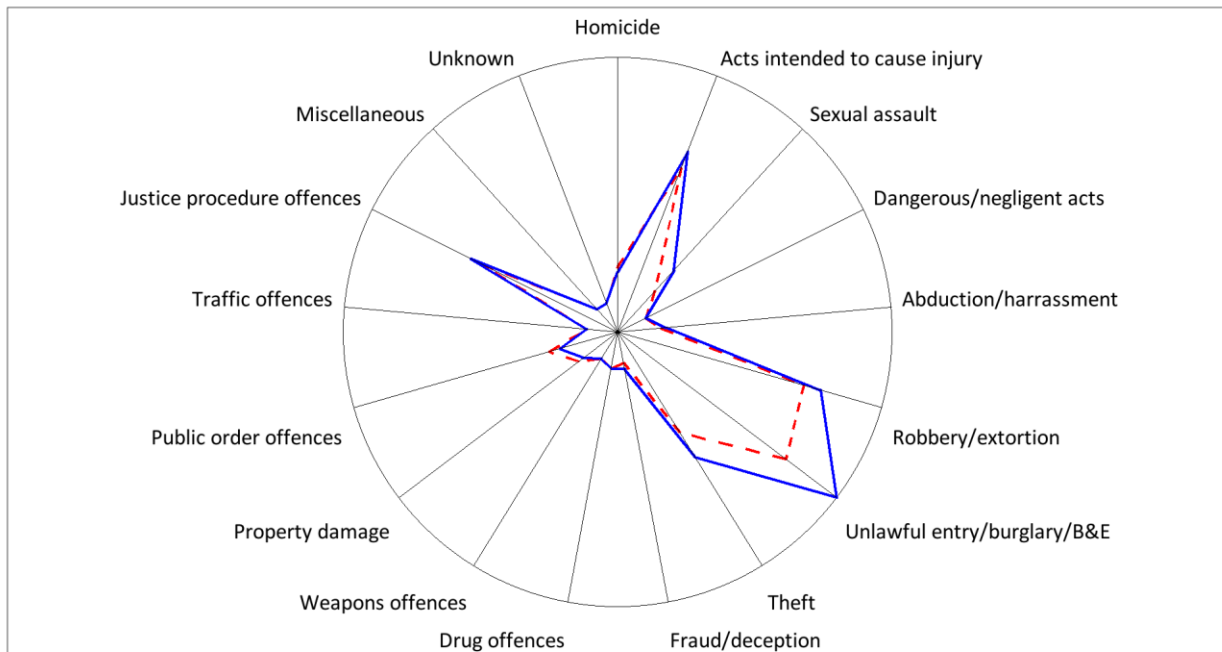 Homicide
Unknown
Acts intended to cause injury
Miscellaneous
Sexual assault
Justice procedure offences
Dangerous/negligent acts
Traffic offences
Abduction/harrassment
Public order offences
Robbery/extortion
Property damage
Unlawful entry/burglary/B&E
Weapons offences
Theft
Drug offences
Fraud/deception